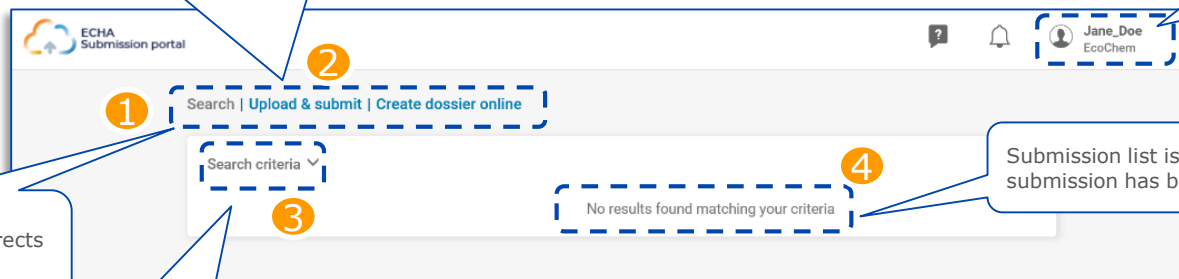 ECHA
Submission portal
?
Jane_Doe
EcoChem
2
1
Search | Upload & submit | Create dossier online
Search criteria
4
Submission list is
submission has b
No results found matching your criteria
3
rects